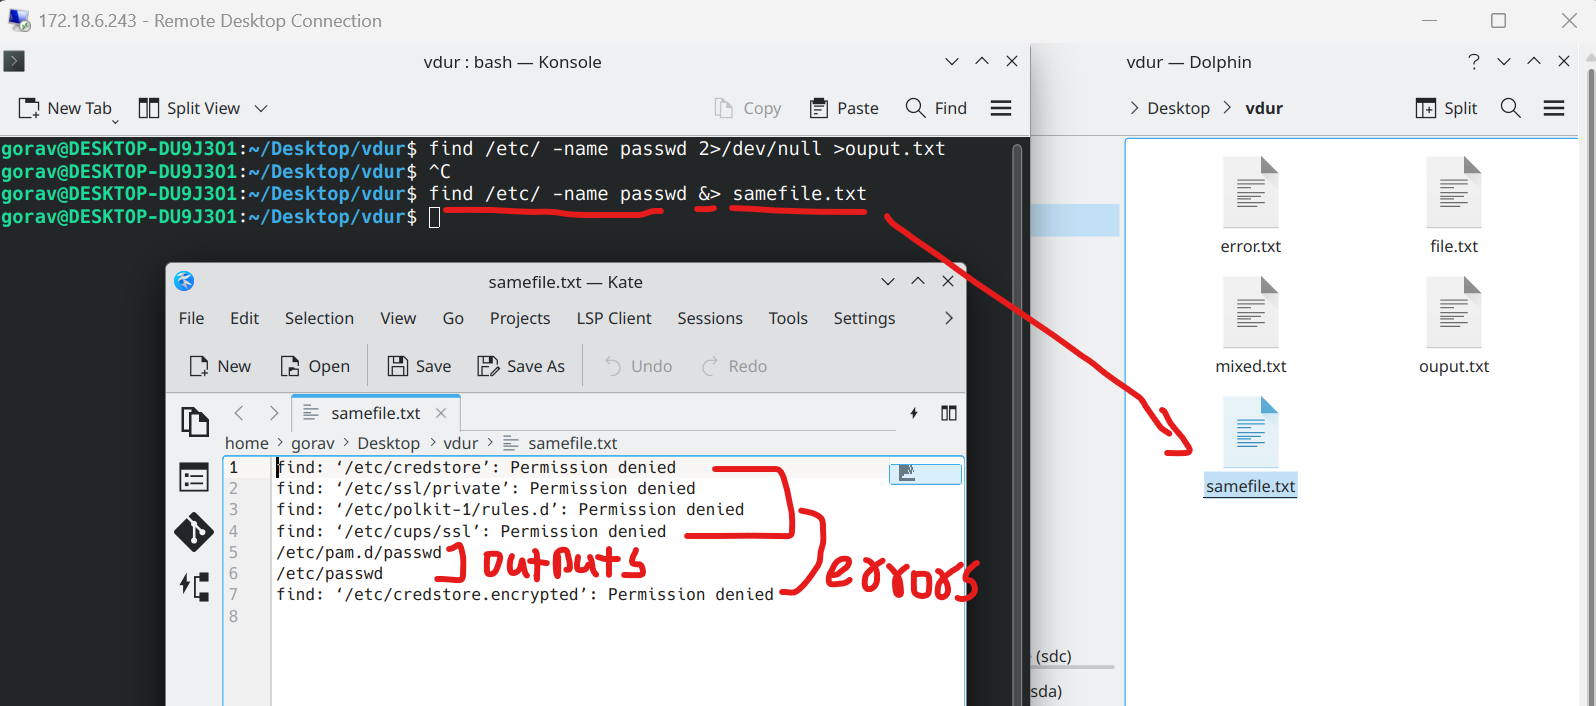 172.18.6.243 - Remote Desktop Connection
vdur : bash — Konsole
New Tab
Split View
Copy
Paste
Find
gorav@DESKTOP-DU9J3O1:~/Desktop/vdur$ find /etc/ -name passwd 2>/dev/null >ouput.txt
gorav@DESKTOP-DU9J3O1:~/Desktop/vdur$ ^C
gorav@DESKTOP-DU9J3O1:~/Desktop/vdur$ find /etc/ -name passwd &> samefile.txt
gorav@DESKTOP-DU9J3O1:~/Desktop/vdur$
samefile.txt — Kate
File Edit Selection View Go Projects LSP Client Sessions Tools Settings
New Open Save Save As Undo Redo
samefile.txt
home > gorav > Desktop > vdur > samefile.txt
1 find: ‘/etc/credstore’: Permission denied
2 find: ‘/etc/ssl/private’: Permission denied
3 find: ‘/etc/polkit-1/rules.d’: Permission denied
4 find: ‘/etc/cups/ssl’: Permission denied
5 /etc/pam.d/passwd
6 /etc/passwd
7 find: ‘/etc/credstore.encrypted’: Permission denied
8
outputs
errors
vdur — Dolphin
> Desktop > vdur
Split
error.txt
file.txt
mixed.txt
ouput.txt
samefile.txt
(sdc)
sda)